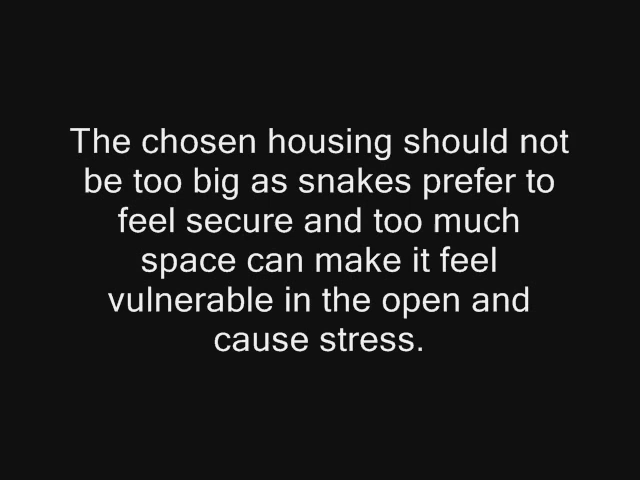 The chosen housing should not
be too big as snakes prefer to
feel secure and too much
space can make it feel
vulnerable in the open and
cause stress.